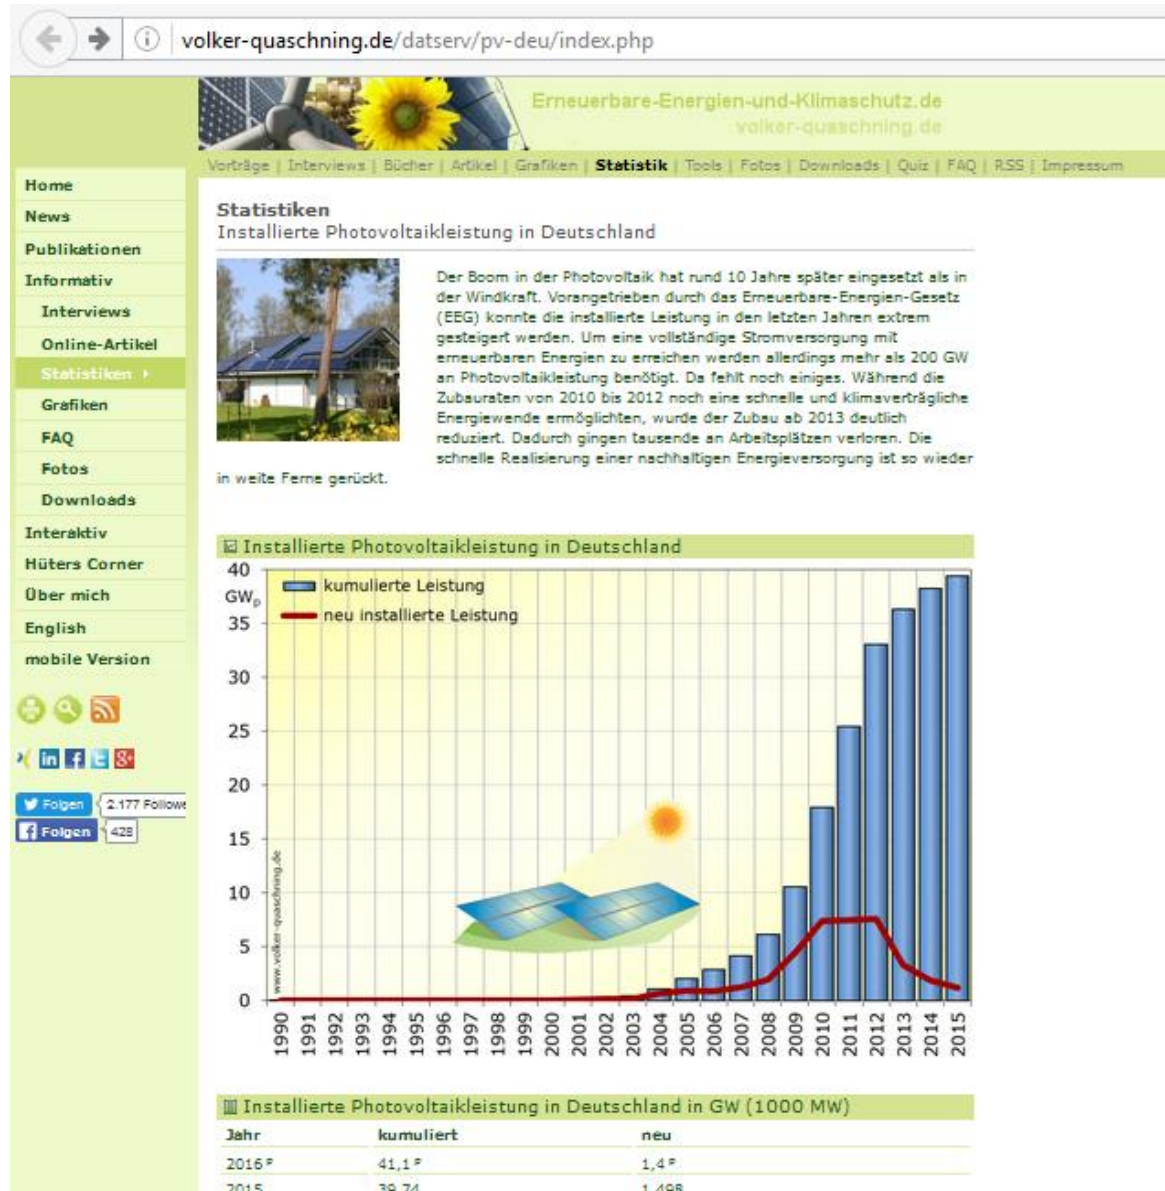 volker-quaschning.de/datserv/pv-deu/index.php
Erneuerbare-Energien-und-Klimaschutz.de
volker-quaschning.de
Vorträge | Interviews | Bücher | Artikel | Grafiken | Statistik | Tools | Fotos | Downloads | Quiz | FAQ | RSS | Impressum
Home
News
Publikationen
Informativ
Interviews
Online-Artikel
Statistiken
Grafiken
FAQ
Fotos
Downloads
Interaktiv
Hüters Corner
Über mich
English
mobile Version
in f g+
Folgen 2.177 Followe
f Folgen 428
Statistiken
Installierte Photovoltaikleistung in Deutschland
Der Boom in der Photovoltaik hat rund 10 Jahre später eingesetzt als in
der Windkraft. Vorangetrieben durch das Erneuerbare-Energien-Gesetz
(EEG) konnte die installierte Leistung in den letzten Jahren extrem
gesteigert werden. Um eine vollständige Stromversorgung mit
erneuerbaren Energien zu erreichen werden allerdings mehr als 200 GW
an Photovoltaikleistung benötigt. Da fehlt noch einiges. Während die
Zubauraten von 2010 bis 2012 noch eine schnelle und klimaverträgliche
Energiewende ermöglichten, wurde der Zubau ab 2013 deutlich
reduziert. Dadurch gingen tausende an Arbeitsplätzen verloren. Die
schnelle Realisierung einer nachhaltigen Energieversorgung ist so wieder
in weite Ferne gerückt.
Installierte Photovoltaikleistung in Deutschland
40
GWp
35
30
25
20
15
10
5
0
kumulierte Leistung
neu installierte Leistung
www.volker-quaschning.de
1990 1991 1992 1993 1994 1995 1996 1997 1998 1999 2000 2001 2002 2003 2004 2005 2006 2007 2008 2009 2010 2011 2012 2013 2014 2015
Installierte Photovoltaikleistung in Deutschland in GW (1000 MW)
Jahr kumuliert neu
2016 P 41,1 P 1,4 P
2015 39,74 1,498